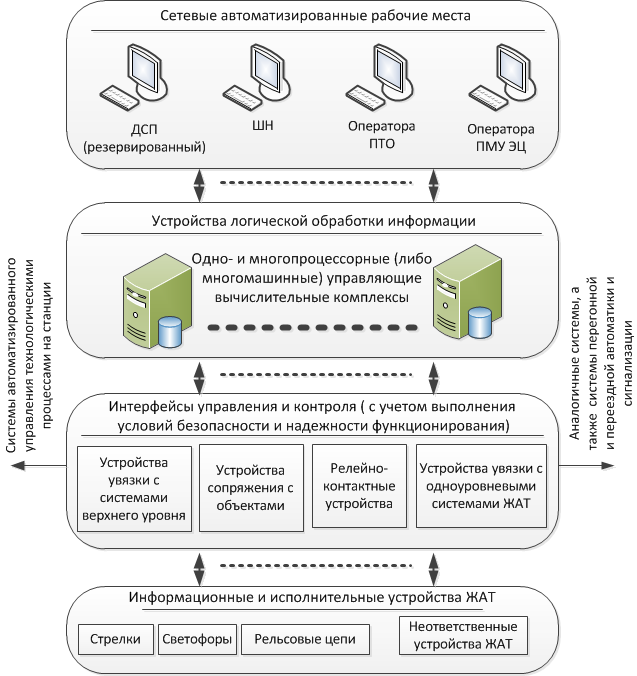 Сетевые автоматизированные рабочие места
ДСП
(резервированный)
ШН
Оператора
ПТО
Оператора
ПМУ ЭЦ
Устройства логической обработки информации
Одно- и многопроцессорные (либо
многомашинные) управляющие
вычислительные комплексы
Системы автоматизированного
управления технологическими
процессами на станции
Аналогичные системы, а
также системы перегонной
и переездной автоматики и
сигнализации
Интерфейсы управления и контроля ( с учетом выполнения
условий безопасности и надежности функционирования)
Устройства
увязки с
системами
верхнего уровня
Устройства
сопряжения с
объектами
Релейно-
контактные
устройства
Устройства увязки с
одноуровневыми
системами ЖАТ
Информационные и исполнительные устройства ЖАТ
Стрелки
Светофоры
Рельсовые цепи
Неответственные
устройства ЖАТ